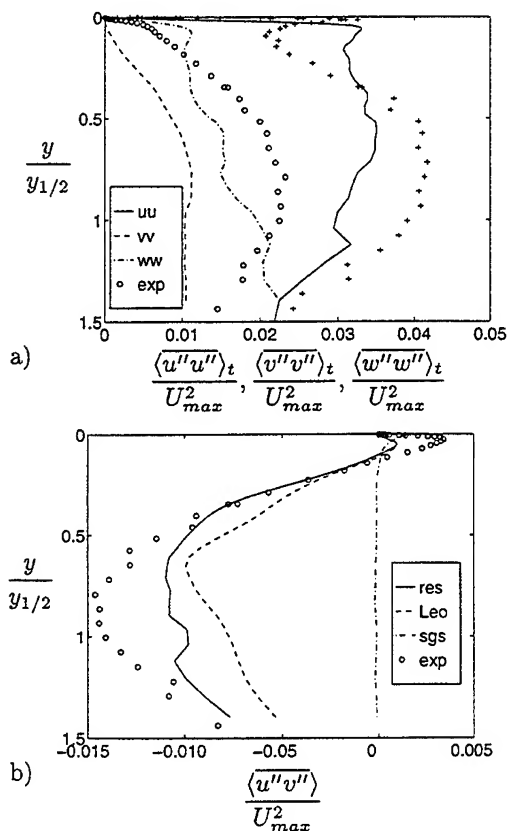 0
0.5
1
1.5
y
y1/2
uu
vv
ww
exp
0 0.01 0.02 0.03 0.04 0.05
a)
⟨u''u''⟩t, ⟨v''v''⟩t, ⟨w''w''⟩t
U²max U²max U²max
0
0.5
1
1.5
y
y1/2
res
Leo
sgs
exp
-0.015 -0.010 -0.005 0 0.005
b)
⟨u''v''⟩
U²max